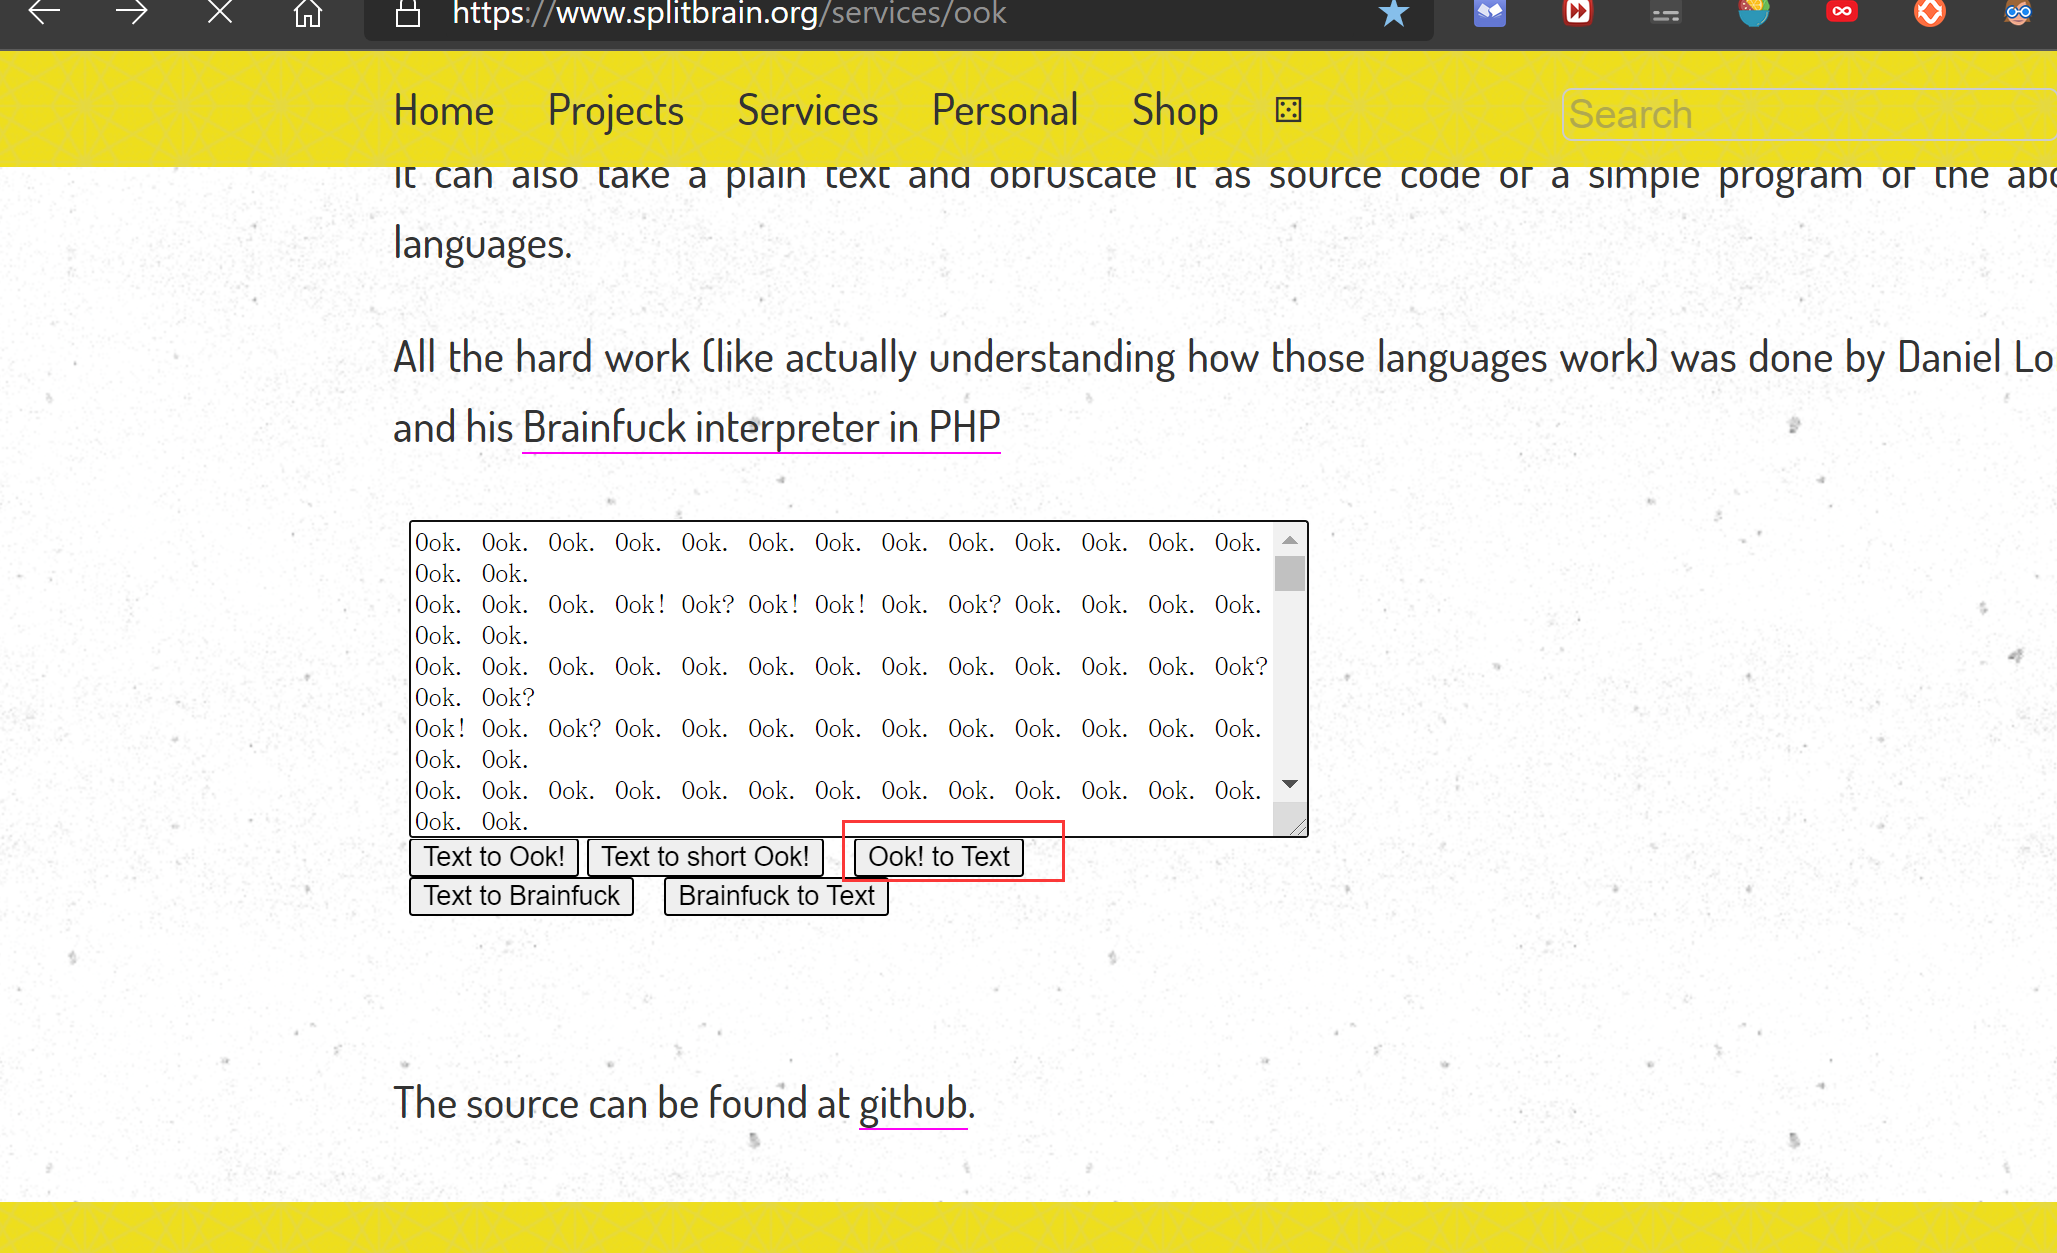 https://www.splitbrain.org/services/ook
Home Projects Services Personal Shop Search
it can also take a plain text and obfuscate it as source code of a simple program of the
languages.
All the hard work (like actually understanding how those languages work) was done by Daniel Lo
and his Brainfuck interpreter in PHP
Ook. Ook. Ook. Ook. Ook. Ook. Ook. Ook. Ook. Ook. Ook. Ook. Ook.
Ook. Ook.
Ook. Ook. Ook. Ook! Ook? Ook! Ook! Ook. Ook? Ook. Ook. Ook. Ook.
Ook. Ook.
Ook. Ook. Ook. Ook. Ook. Ook. Ook. Ook. Ook. Ook. Ook. Ook. Ook?
Ook. Ook?
Ook! Ook. Ook? Ook. Ook. Ook. Ook. Ook. Ook. Ook. Ook. Ook. Ook.
Ook. Ook.
Ook. Ook. Ook. Ook. Ook. Ook. Ook. Ook. Ook. Ook. Ook. Ook. Ook.
Ook. Ook.
Text to Ook! Text to short Ook! Ook! to Text
Text to Brainfuck Brainfuck to Text
The source can be found at github.